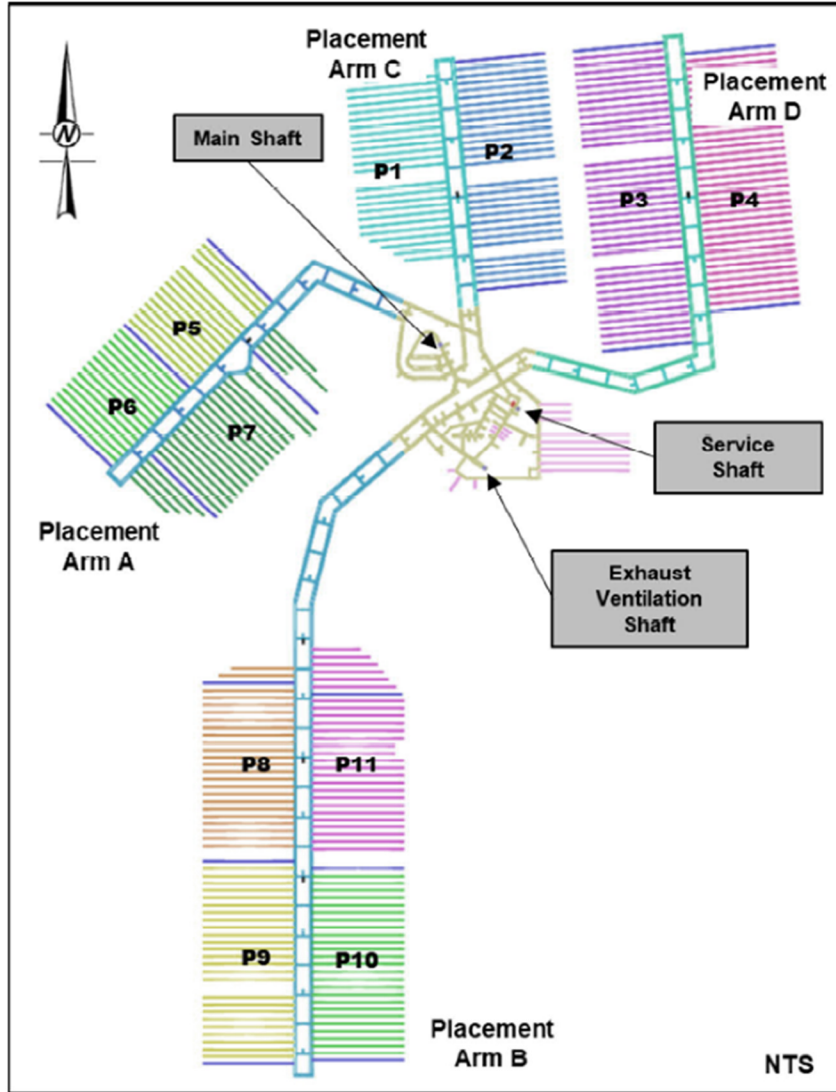 Placement
Arm C
Placement
Arm D
N
Main Shaft
P1
P2
P3
P4
P5
P6
P7
Service
Shaft
Placement
Arm A
Exhaust
Ventilation
Shaft
P8
P11
P9
P10
Placement
Arm B
NTS